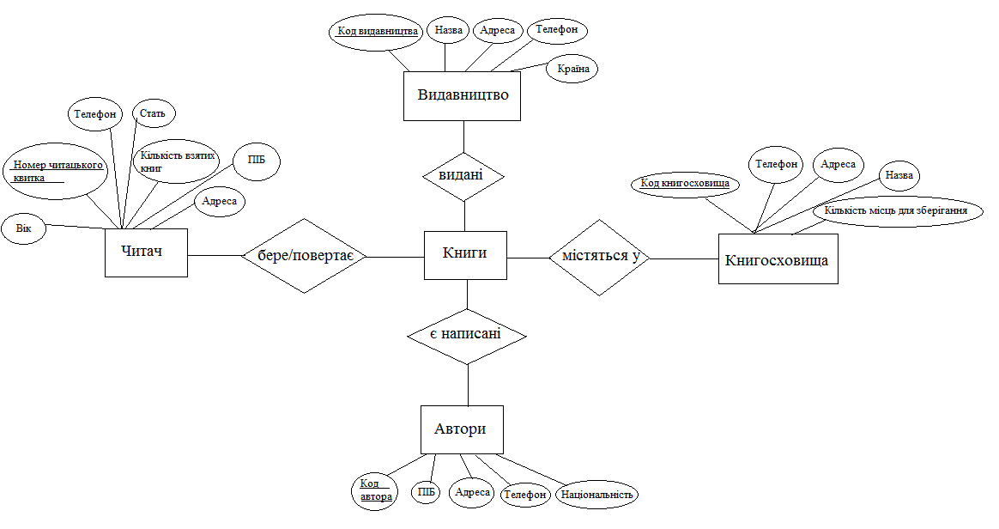 Код видавництва
Назва
Адреса
Телефон
Країна
Видавництво
Телефон
Стать
Номер читацького
квитка
Кількість взятих
книг
ПІБ
Адреса
Вік
Читач
видані
Код книгосховища
Телефон
Адреса
Назва
Кількість місць для зберігання
бере/повертає
Книги
містяться у
Книгосховища
є написані
Автори
Код
автора
ПІБ
Адреса
Телефон
Національність